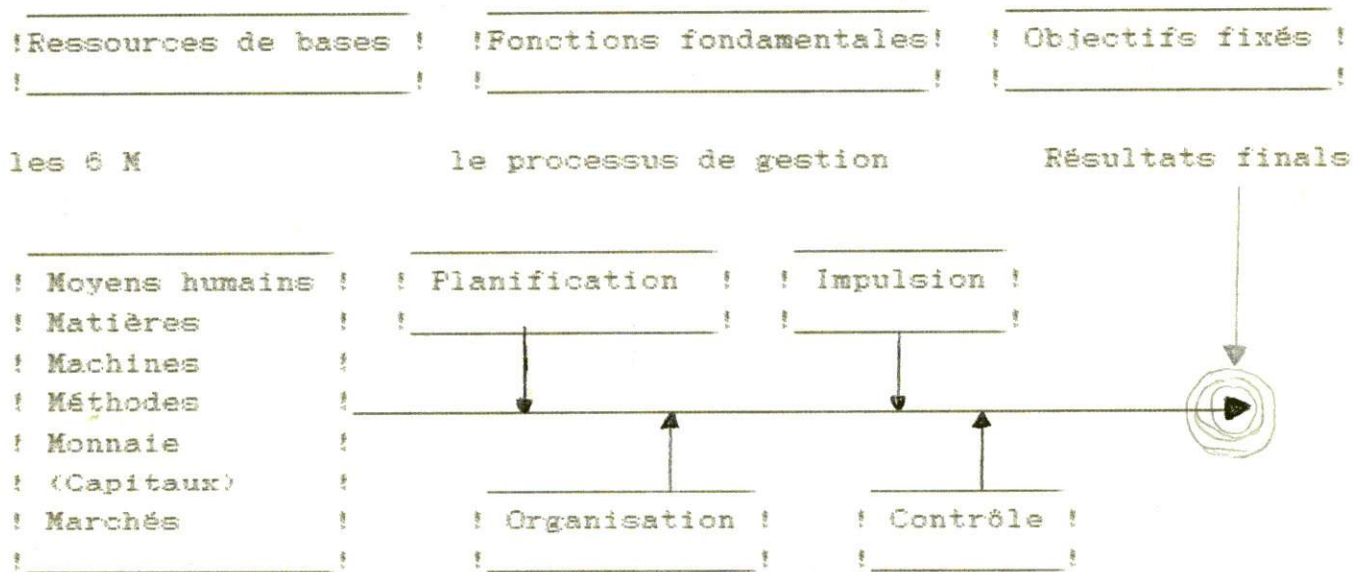 Ressources de bases
Fonctions fondamentales
Objectifs fixés
les 6 M
le processus de gestion
Résultats finals
Moyens humains
Matières
Machines
Méthodes
Monnaie
(Capitaux)
Marchés
Planification
Impulsion
Organisation
Contrôle